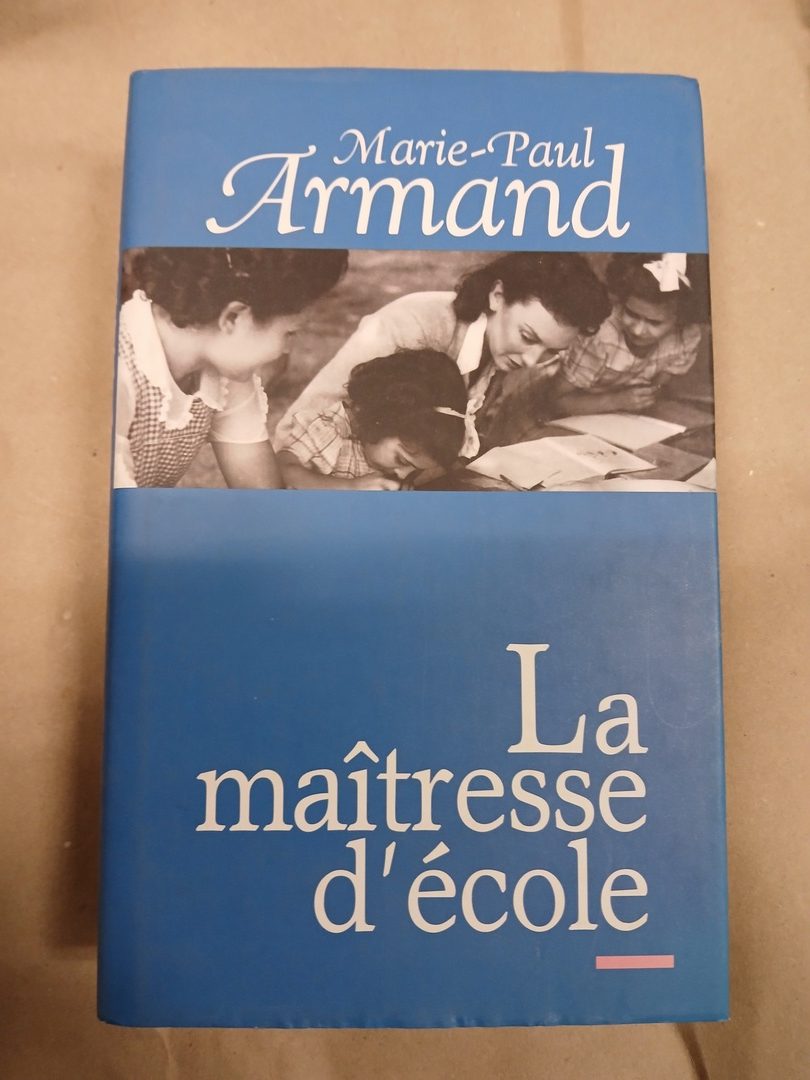 Marie-Paul
Armand
La
maîtresse
d'école